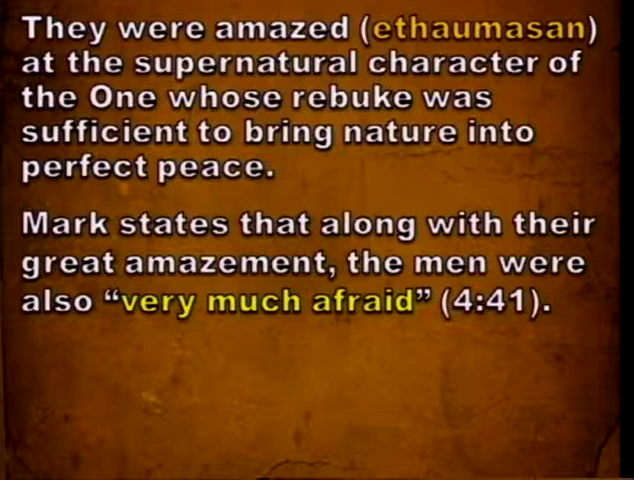 They were amazed (ethaumasan)
at the supernatural character of
the One whose rebuke was
sufficient to bring nature into
perfect peace.
Mark states that along with their
great amazement, the men were
also “very much afraid” (4:41).